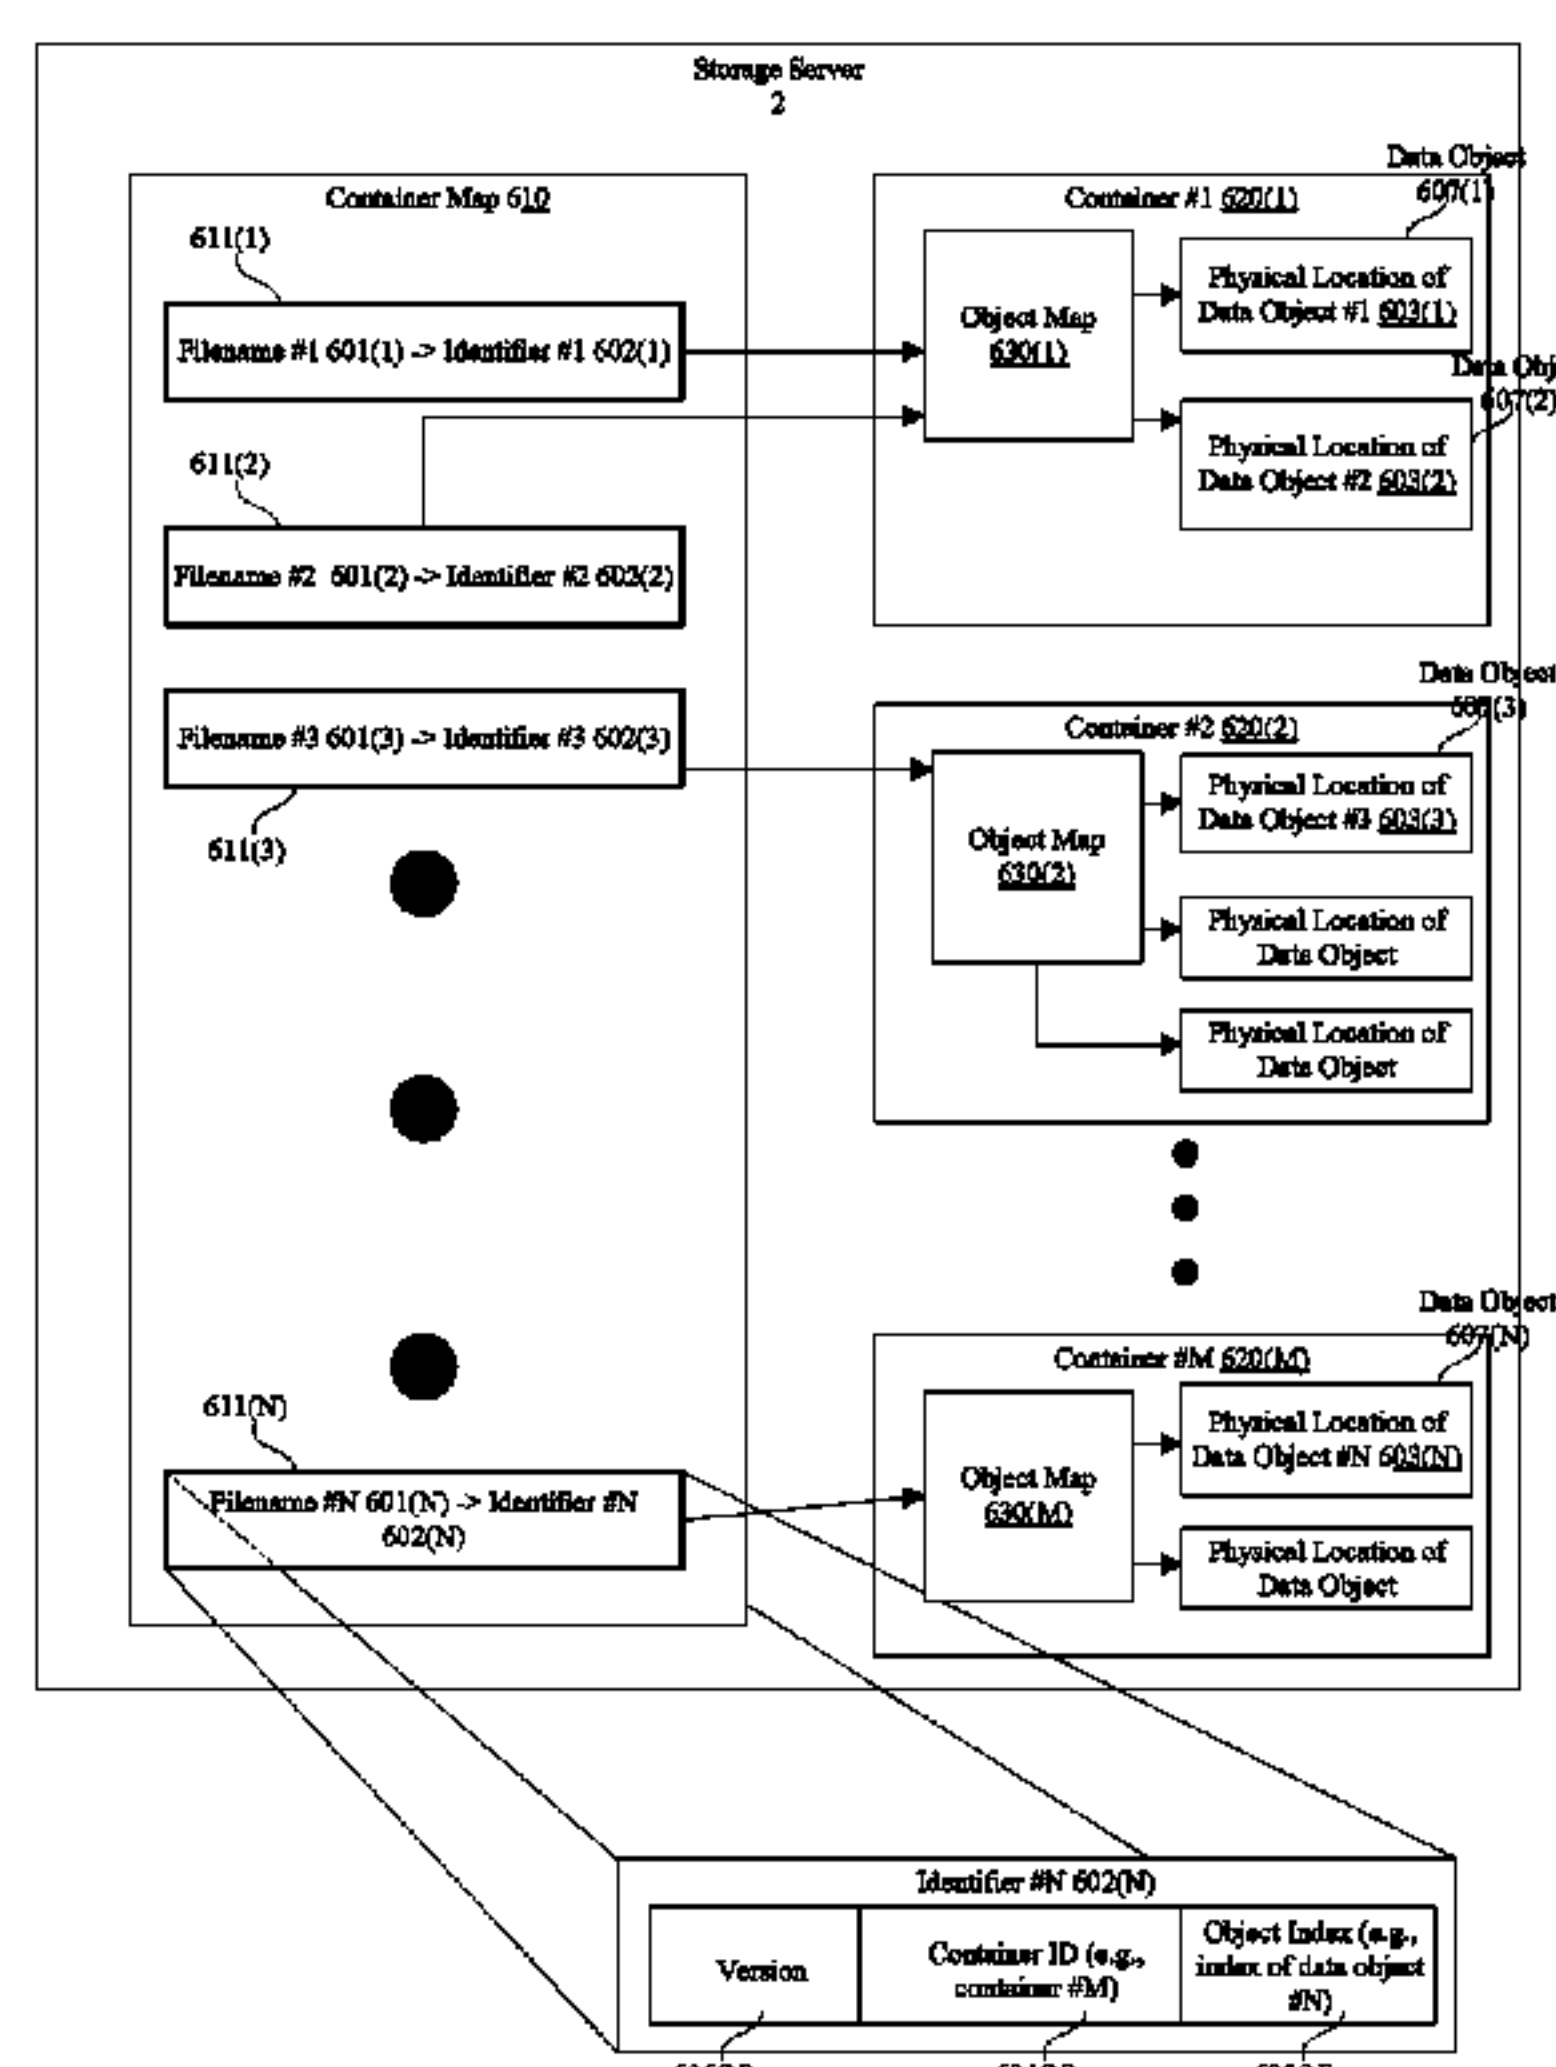 Storage Server
2
Container Map 610
611(1)
Filename #1 601(1) -> Identifier #1 602(1)
611(2)
Filename #2 601(2) -> Identifier #2 602(2)
Filename #3 601(3) -> Identifier #3 602(3)
611(3)
611(N)
Filename #N 601(N) -> Identifier #N
602(N)
Data Object
607(1)
Container #1 620(1)
Object Map
630(1)
Physical Location of
Data Object #1 603(1)
Data Obj
607(2)
Physical Location of
Data Object #2 603(2)
Data Object
Container #2 620(2)
Object Map
630(2)
Physical Location of
Data Object #3 603(3)
Physical Location of
Data Object
Physical Location of
Data Object
Data Object
607(N)
Container #M 620(M)
Object Map
630(M)
Physical Location of
Data Object #N 603(N)
Physical Location of
Data Object
Identifier #N 602(N)
Version
Container ID (e.g.,
container #M)
Object Index (e.g.,
index of data object
#N)